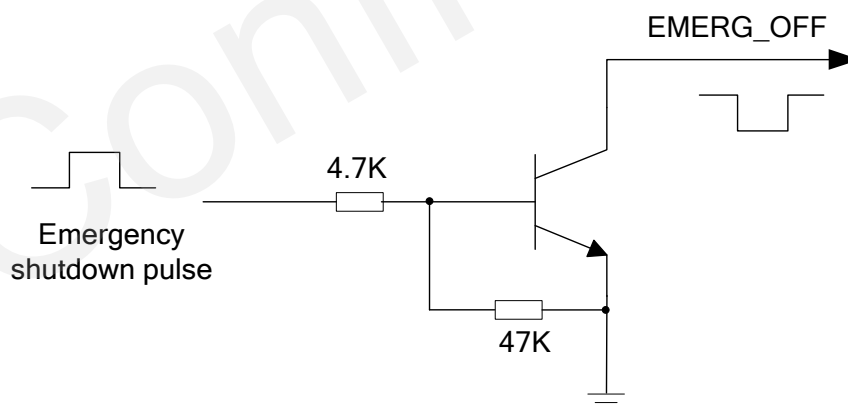 EMERG_OFF
4.7K
Emergency
shutdown pulse
47K